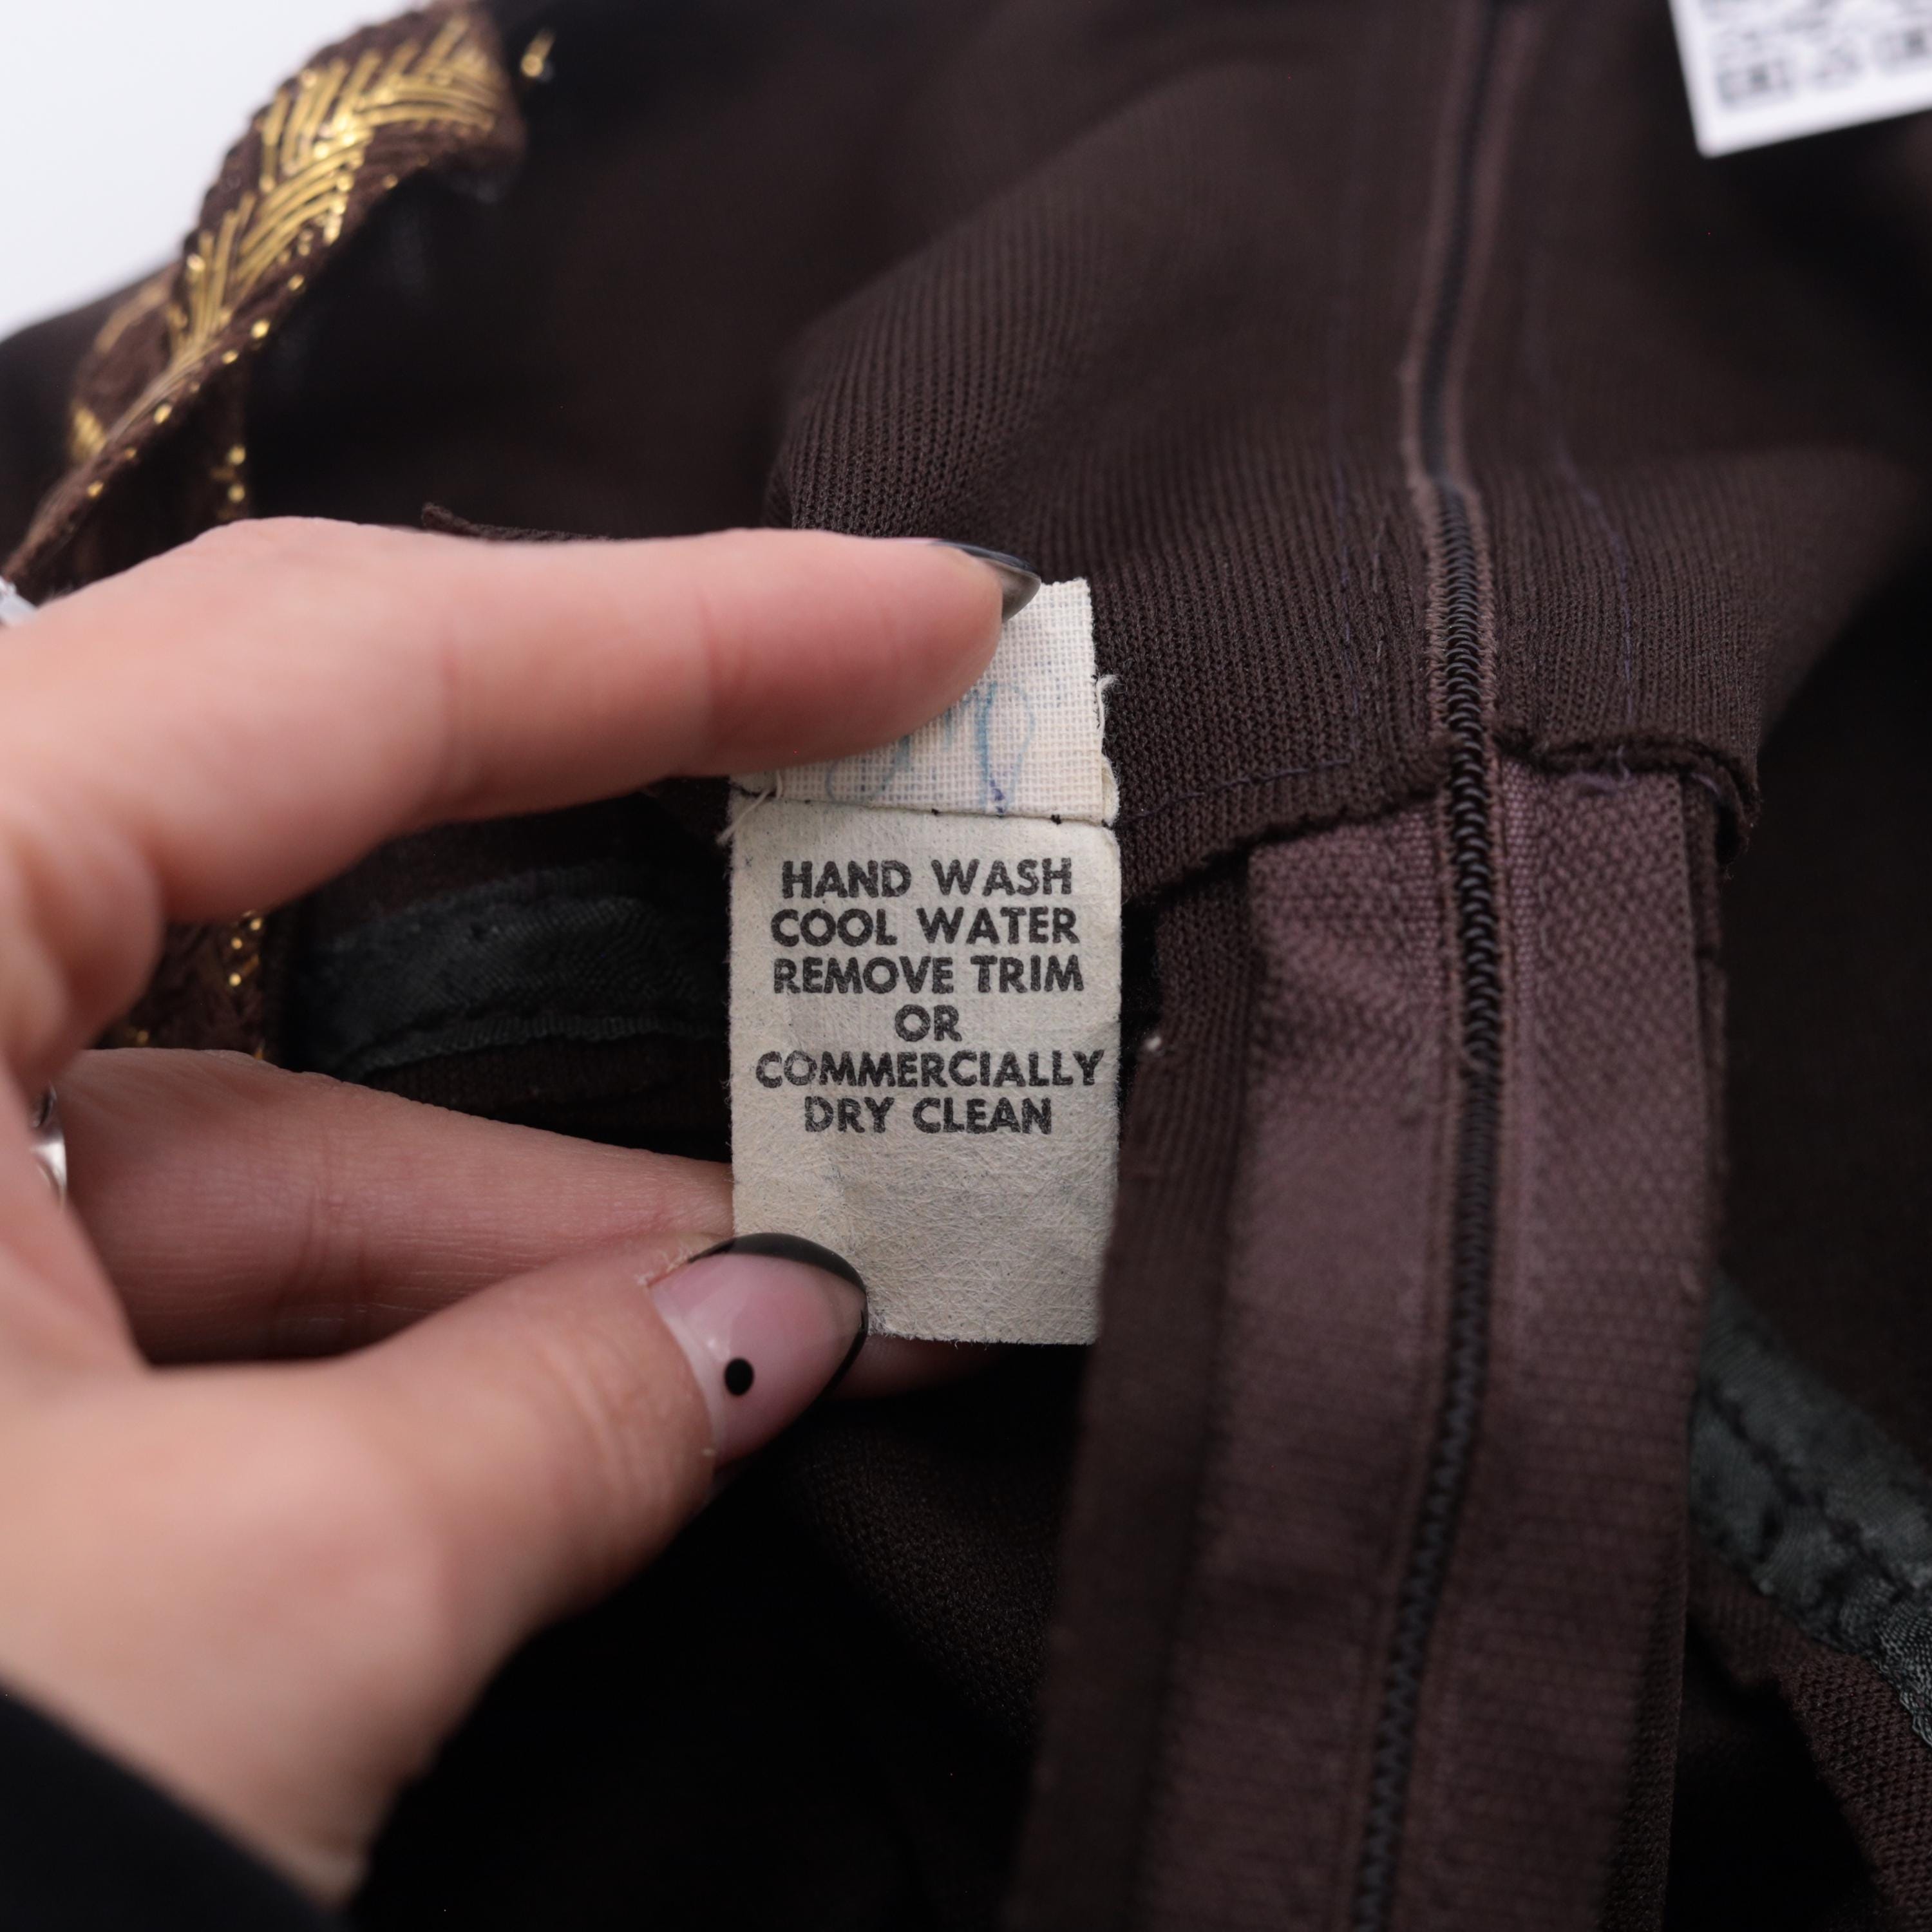 HAND WASH
COOL WATER
REMOVE TRIM
OR
COMMERCIALLY
DRY CLEAN